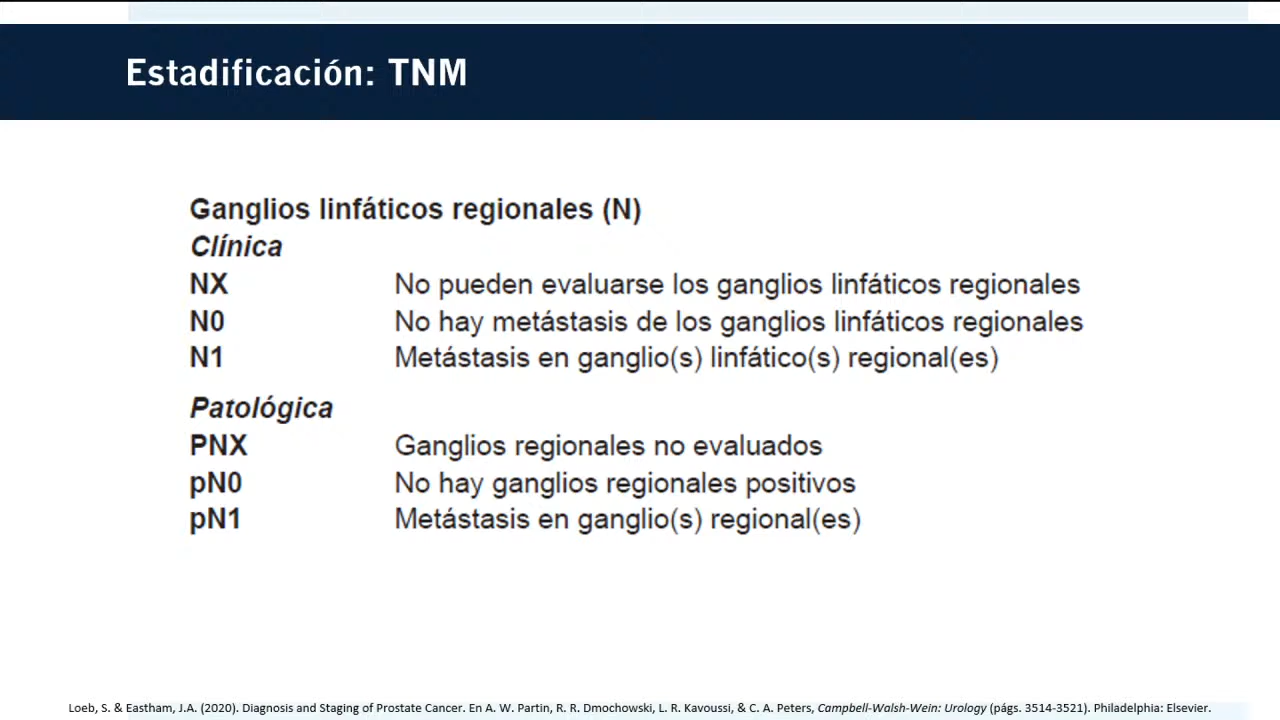 Estadificación: TNM
Ganglios linfáticos regionales (N)
Clínica
NX No pueden evaluarse los ganglios linfáticos regionales
N0 No hay metástasis de los ganglios linfáticos regionales
N1 Metástasis en ganglio(s) linfático(s) regional(es)
Patológica
PNX Ganglios regionales no evaluados
pN0 No hay ganglios regionales positivos
pN1 Metástasis en ganglio(s) regional(es)
Loeb, S. & Eastham, J.A. (2020). Diagnosis and Staging of Prostate Cancer. En A. W. Partin, R. R. Dmochowski, L. R. Kavoussi, & C. A. Peters, Campbell-Walsh-Wein: Urology (págs. 3514-3521). Philadelphia: Elsevier.